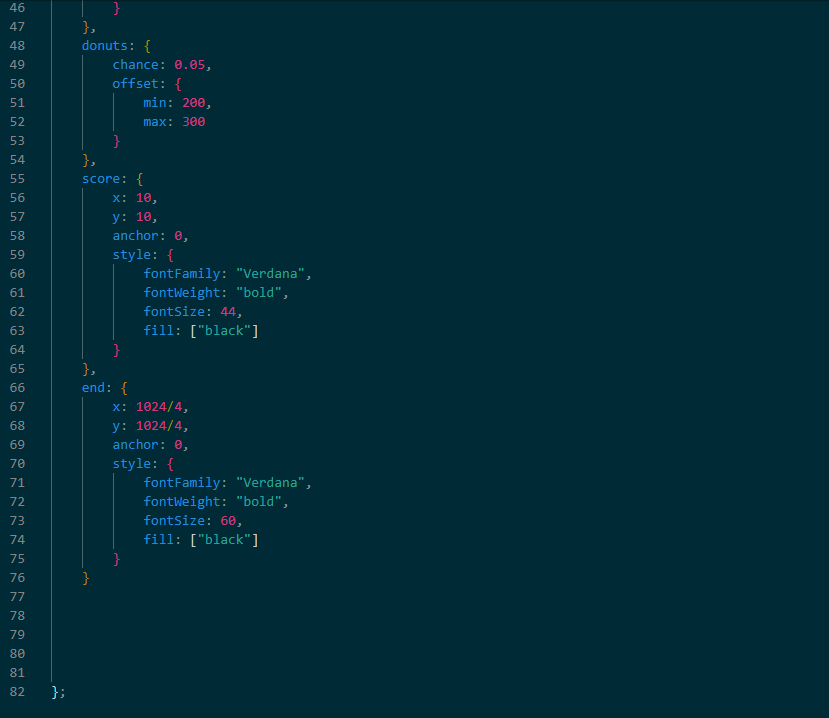 46 }
47 },
48 donuts: {
49 chance: 0.05,
50 offset: {
51 min: 200,
52 max: 300
53 }
54 },
55 score: {
56 x: 10,
57 y: 10,
58 anchor: 0,
59 style: {
60 fontFamily: "Verdana",
61 fontWeight: "bold",
62 fontSize: 44,
63 fill: ["black"]
64 }
65 },
66 end: {
67 x: 1024/4,
68 y: 1024/4,
69 anchor: 0,
70 style: {
71 fontFamily: "Verdana",
72 fontWeight: "bold",
73 fontSize: 60,
74 fill: ["black"]
75 }
76 }
77
78
79
80
81
82 };